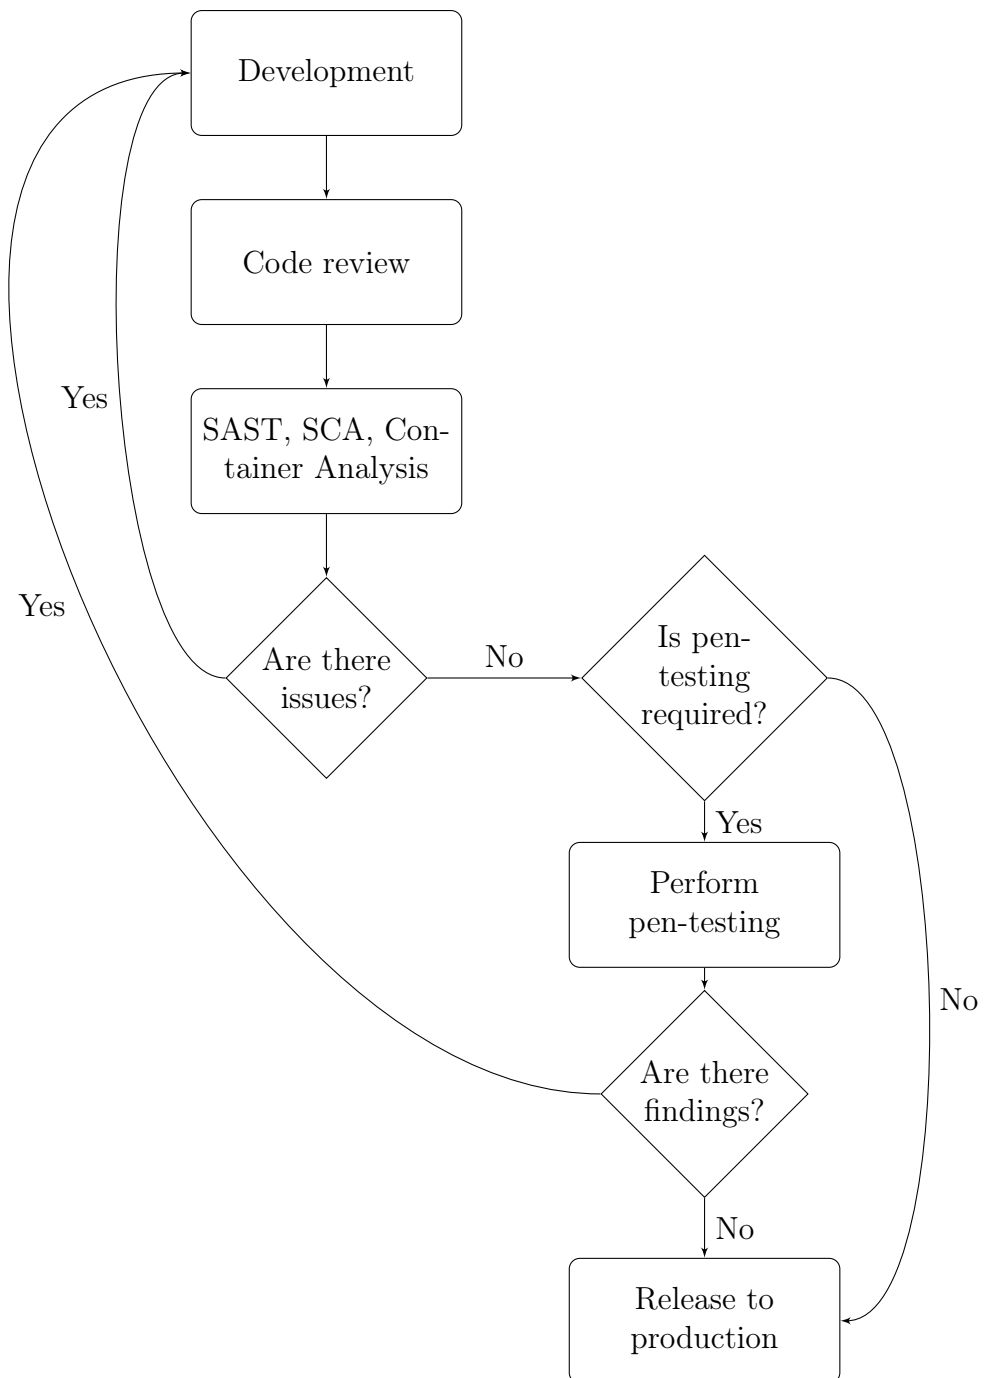 Development
Code review
SAST, SCA, Con-
tainer Analysis
Yes
Yes
Are there
issues?
No
Is pen-
testing
required?
Yes
Perform
pen-testing
No
Are there
findings?
No
Release to
production